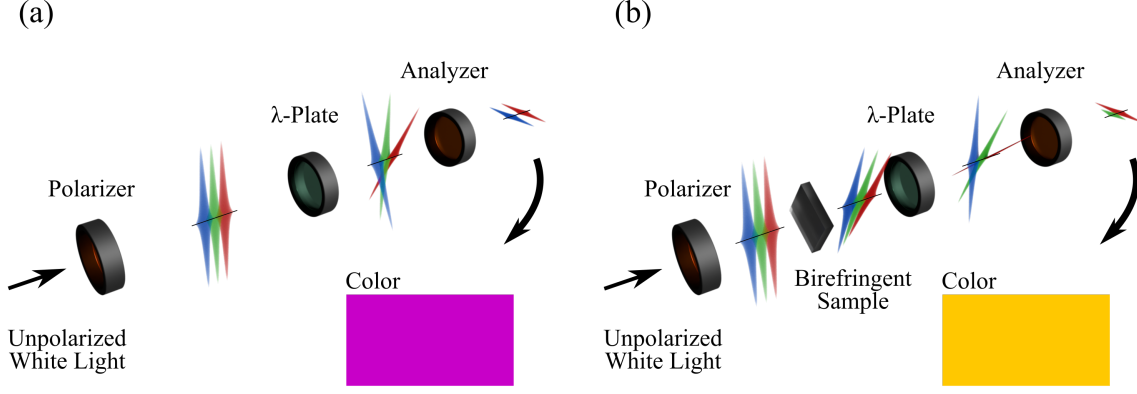 (a)
Analyzer
λ-Plate
Polarizer
Color
Unpolarized
White Light
(b)
Analyzer
λ-Plate
Polarizer
Birefringent
Sample
Color
Unpolarized
White Light